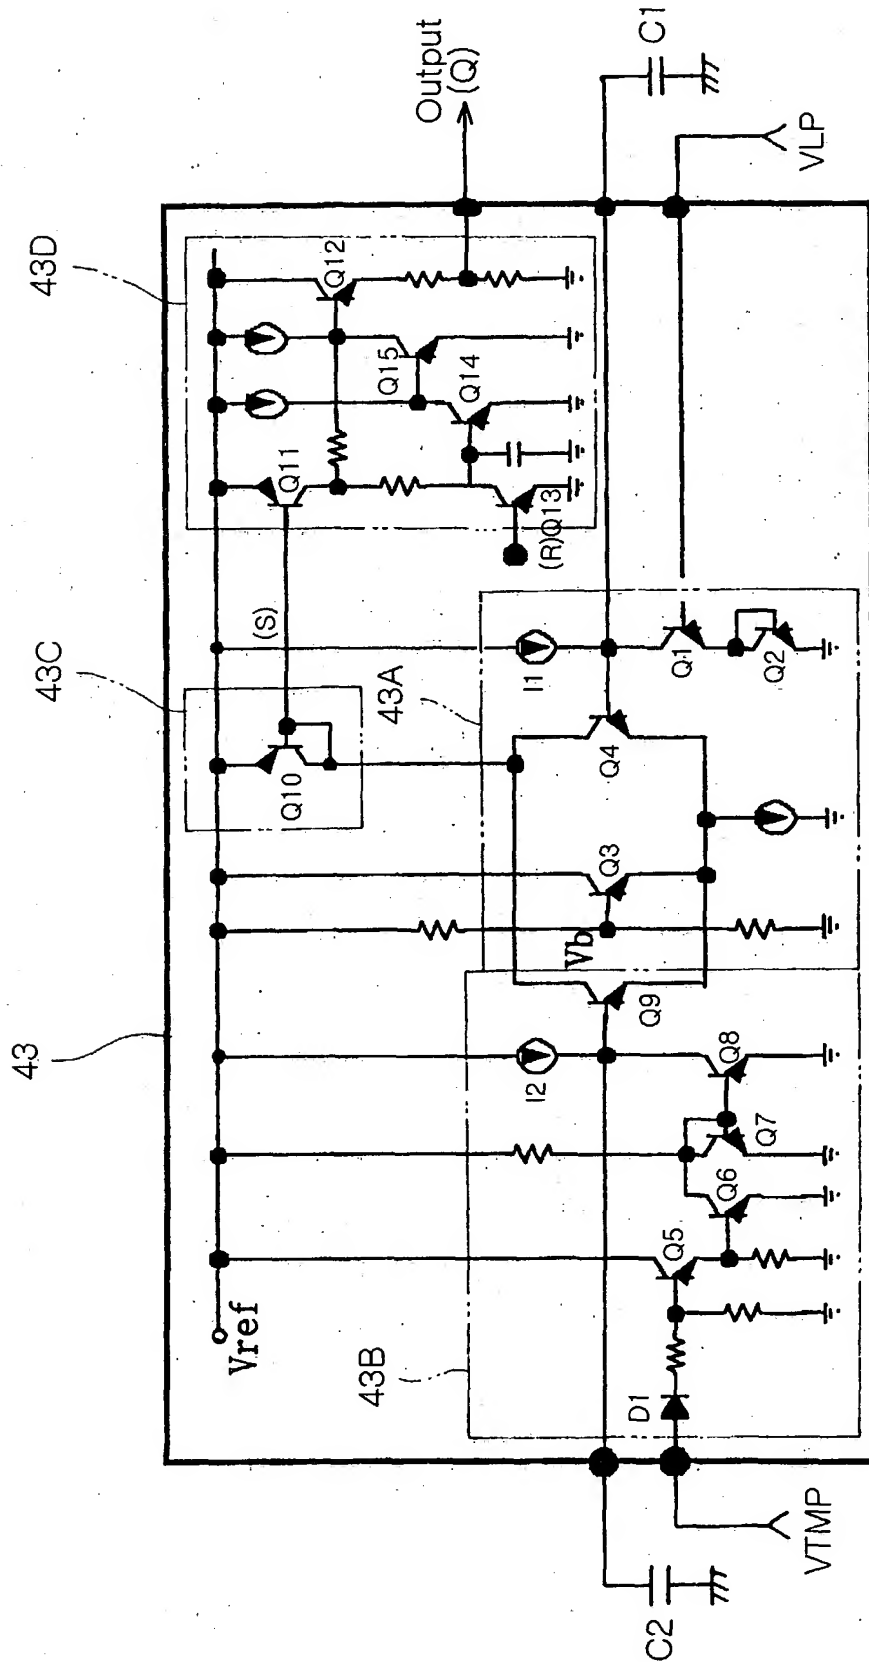 43
43C
43D
Vref
(S)
Q10
Q11
Q12
Q15
Q14
(R)
Q13
Output
(Q)
43B
43A
I2
I1
Vb
Q9
Q3
Q4
Q1
Q2
D1
Q5
Q6
Q7
Q8
C2
VTMP
VLP
C1